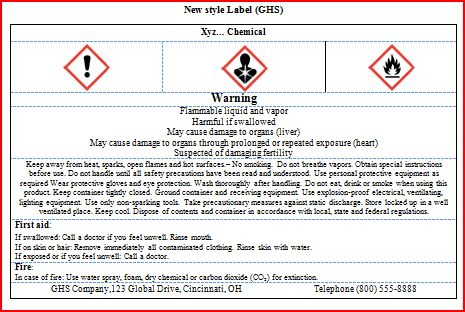 New style Label (GHS)
Xyz... Chemical
Warning
Flammable liquid and vapor
Harmful if swallowed
May cause damage to organs (liver)
May cause damage to organs through prolonged or repeated exposure (heart)
Suspected of damaging fertility
Keep away from heat, sparks, open flames and hot surfaces – No smoking. Do not breathe vapors. Obtain special instructions
before use. Do not handle until all safety precautions have been read and understood. Use personal protective equipment as
required Wear protective gloves and eye protection. Wash thoroughly after handling. Do not eat, drink or smoke when using this
product. Keep container tightly closed. Ground container and receiving equipment. Use explosion-proof electrical, ventilating,
lighting equipment. Use only non-sparking tools. Take precautionary measures against static discharge. Store locked up in a well
ventilated place. Keep cool. Dispose of contents and container in accordance with local, state and federal regulations.
First aid:
If swallowed: Call a doctor if you feel unwell. Rinse mouth.
If on skin or hair: Remove immediately all contaminated clothing. Rinse skin with water.
If exposed or if you feel unwell: Call a doctor.
Fire:
In case of fire: Use water spray, foam, dry chemical or carbon dioxide (CO₂) for extinction.
GHS Company,123 Global Drive, Cincinnati, OH Telephone (800) 555-8888